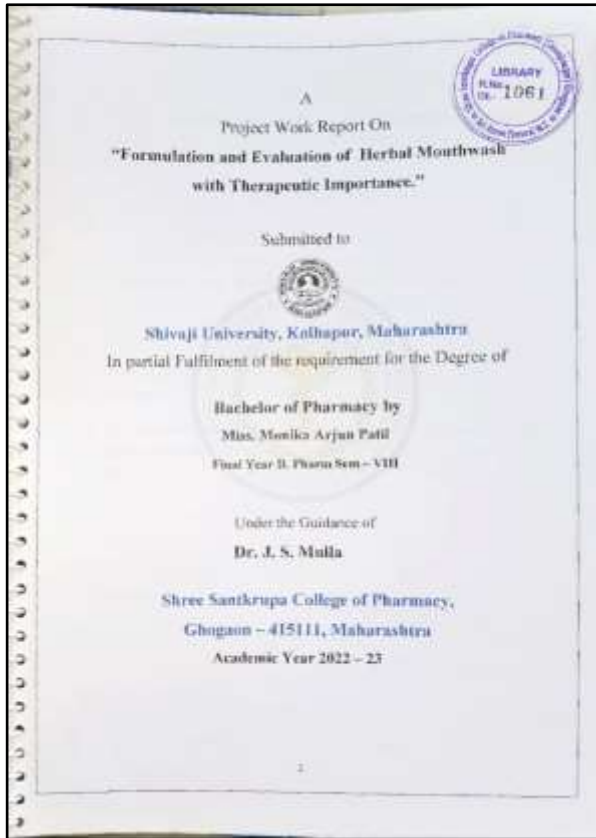 A
Project Work Report On
"Formulation and Evaluation of Herbal Mouthwash
with Therapeutic Importance."
Submitted to
Shivaji University, Kolhapur, Maharashtra
In partial Fulfilment of the requirement for the Degree of
Bachelor of Pharmacy by
Miss. Monika Arjun Patil
Final Year B. Pharm Sem – VIII
Under the Guidance of
Dr. J. S. Mulla
Shree Santkrupa College of Pharmacy,
Ghogaon – 415111, Maharashtra
Academic Year 2022 – 23
2
LIBRARY
1061